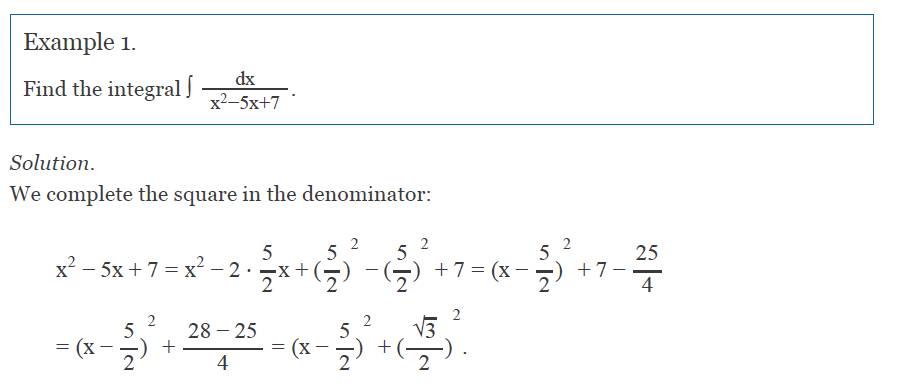 Example 1.
Find the integral ∫ dx/(x²–5x+7) .
Solution.
We complete the square in the denominator:
x² – 5x + 7 = x² – 2 · 5/2 x + (5/2)² – (5/2)² + 7 = (x – 5/2)² + 7 – 25/4
= (x – 5/2)² + (28 – 25)/4 = (x – 5/2)² + (√3/2)² .